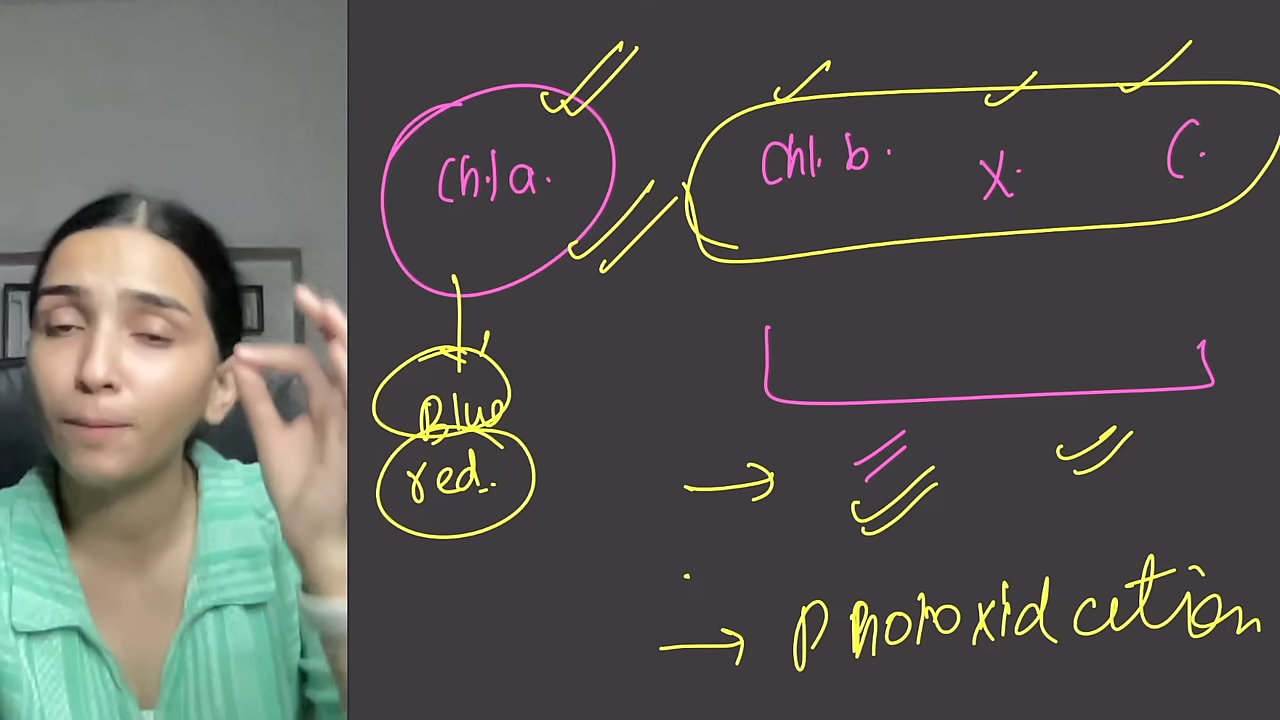 Chl a.
Chl. b.
X.
C.
Blue
red.
→
→ Photoxidation